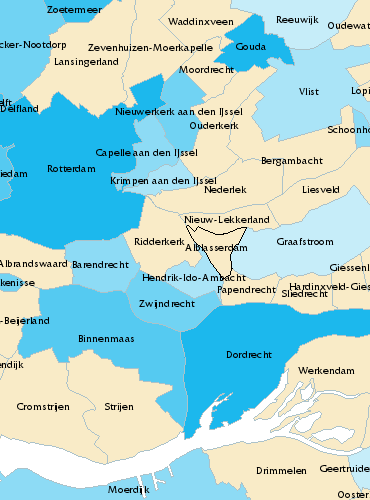 Zoetermeer
Waddinxveen
Reeuwijk
Oudewat
cker-Nootdorp
Zevenhuizen-Moerkapelle
Gouda
Lansingerland
Moordrecht
Vlist
Lopi
elft
Delfland
Nieuwerkerk aan den IJssel
Ouderkerk
Schoonho
Capelle aan den IJssel
Bergambacht
Rotterdam
iedam
Krimpen aan den IJssel
Nederlek
Liesveld
Nieuw-Lekkerland
Ridderkerk
Alblasserdam
Graafstroom
Albrandswaard
Barendrecht
Giessenl
Hendrik-Ido-Ambacht
kenisse
Papendrecht
Sliedrecht
Hardinxveld-Gies
Zwijndrecht
-Beijerland
Binnenmaas
Dordrecht
endijk
Werkendam
Cromstrijen
Strijen
Drimmelen
Geertruide
Moerdijk
Ooster